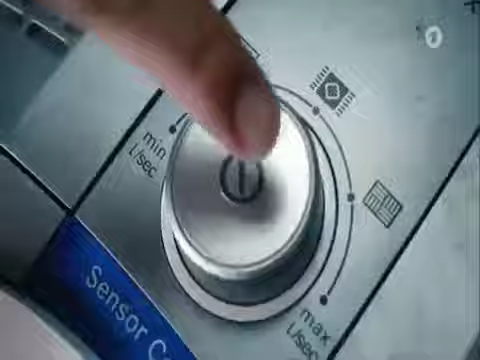 min
l/sec.
max
l/sec.
Sensor